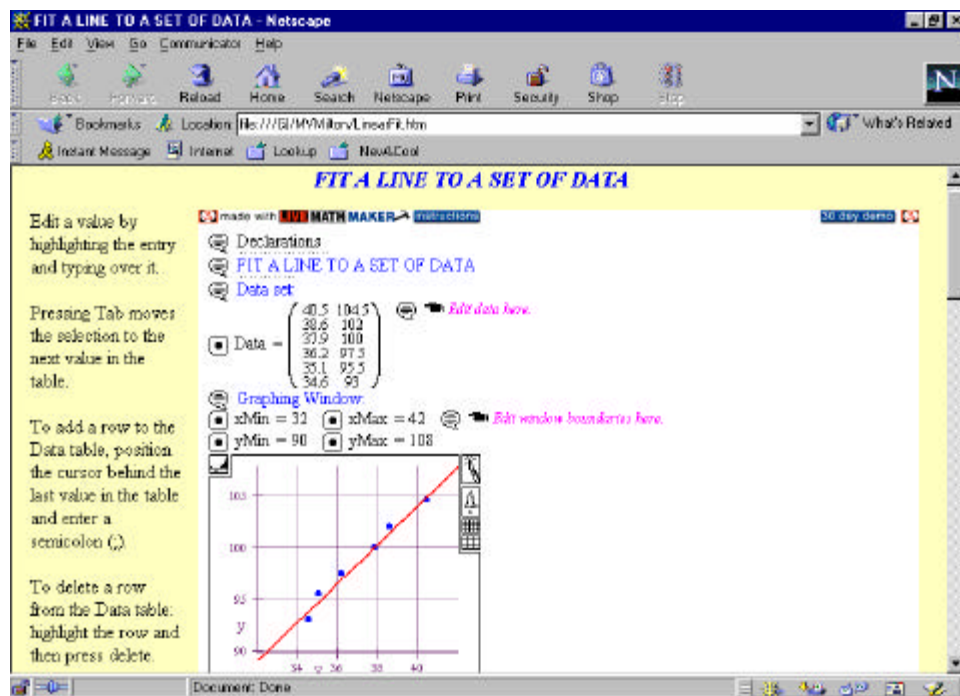 FIT A LINE TO A SET OF DATA - Netscape
File Edit View Go Communicator Help
Back Forward Reload Home Search Netscape Print Security Shop Stop
Bookmarks Location: file:///G|/MVMiltorv/LinearFit.htm What's Related
Instant Message Internet Lookup New&Cool
FIT A LINE TO A SET OF DATA
Edit a value by
highlighting the entry
and typing over it.
Pressing Tab moves
the selection to the
next value in the
table.
To add a row to the
Data table, position
the cursor behind the
last value in the table
and enter a
semicolon (;)
To delete a row
from the Data table:
highlight the row and
then press delete.
made with LIVE MATH MAKER instructions 30 day demo
Declarations
FIT A LINE TO A SET OF DATA
Data set:
Data =
40.5 104.5
38.6 102
37.9 100
36.2 97.5
35.1 95.5
34.6 93
Edit data here.
Graphing Window:
xMin = 32 xMax = 42 Edit window boundaries here.
yMin = 90 yMax = 108
105
100
95
y
90
34 36 38 40
Document: Done